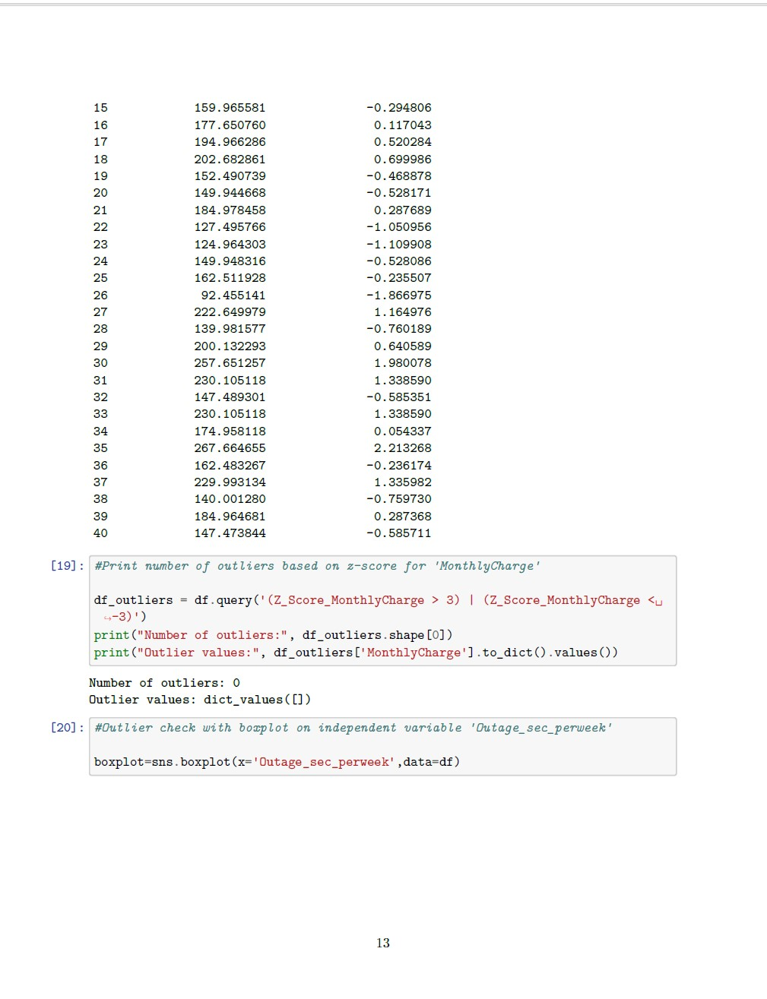 15 159.965581 -0.294806
16 177.650760 0.117043
17 194.966286 0.520284
18 202.682861 0.699986
19 152.490739 -0.468878
20 149.944668 -0.528171
21 184.978458 0.287689
22 127.495766 -1.050956
23 124.964303 -1.109908
24 149.948316 -0.528086
25 162.511928 -0.235507
26 92.455141 -1.866975
27 222.649979 1.164976
28 139.981577 -0.760189
29 200.132293 0.640589
30 257.651257 1.980078
31 230.105118 1.338590
32 147.489301 -0.585351
33 230.105118 1.338590
34 174.958118 0.054337
35 267.664655 2.213268
36 162.483267 -0.236174
37 229.993134 1.335982
38 140.001280 -0.759730
39 184.964681 0.287368
40 147.473844 -0.585711
[19]: #Print number of outliers based on z-score for 'MonthlyCharge'
df_outliers = df.query('(Z_Score_MonthlyCharge > 3) | (Z_Score_MonthlyCharge <␣
↪-3)')
print("Number of outliers:", df_outliers.shape[0])
print("Outlier values:", df_outliers['MonthlyCharge'].to_dict().values())
Number of outliers: 0
Outlier values: dict_values([])
[20]: #Outlier check with boxplot on independent variable 'Outage_sec_perweek'
boxplot=sns.boxplot(x='Outage_sec_perweek',data=df)
13